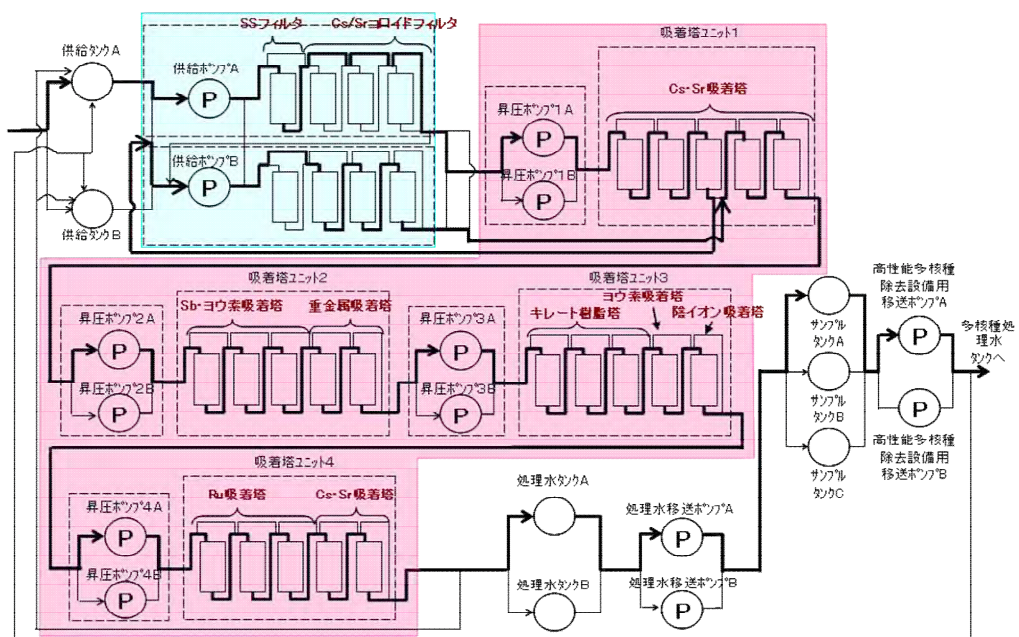 SSフィルタ
Cs/Srコロイドフィルタ
供給タンクA
供給ポンプA
P
供給ポンプB
P
供給タンクB
吸着塔ユニット1
Cs・Sr吸着塔
昇圧ポンプ1A
P
昇圧ポンプ1B
P
吸着塔ユニット2
Sb・ヨウ素吸着塔
重金属吸着塔
昇圧ポンプ2A
P
昇圧ポンプ2B
P
吸着塔ユニット3
ヨウ素吸着塔
キレート樹脂塔
陰イオン吸着塔
昇圧ポンプ3A
P
昇圧ポンプ3B
P
吸着塔ユニット4
Ru吸着塔
Cs・Sr吸着塔
昇圧ポンプ4A
P
昇圧ポンプ4B
P
処理水タンクA
処理水タンクB
処理水移送ポンプA
P
処理水移送ポンプB
P
サンプル
タンクA
サンプル
タンクB
サンプル
タンクC
高性能多核種
除去設備用
移送ポンプA
P
P
高性能多核種
除去設備用
移送ポンプB
多核種処
理水
タンクへ